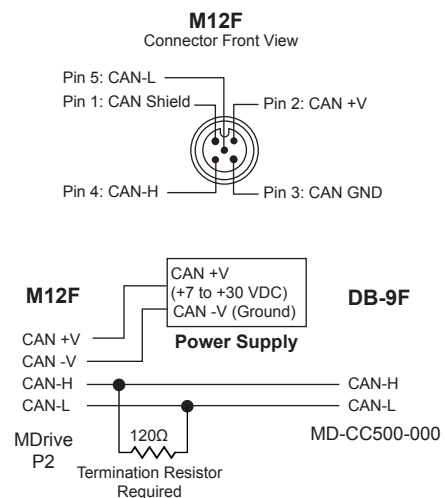 M12F
Connector Front View
Pin 5: CAN-L
Pin 1: CAN Shield
Pin 2: CAN +V
Pin 4: CAN-H
Pin 3: CAN GND
CAN +V
(+7 to +30 VDC)
CAN -V (Ground)
Power Supply
M12F
DB-9F
CAN +V
CAN -V
CAN-H
CAN-L
CAN-H
CAN-L
MDrive
P2
120Ω
MD-CC500-000
Termination Resistor
Required